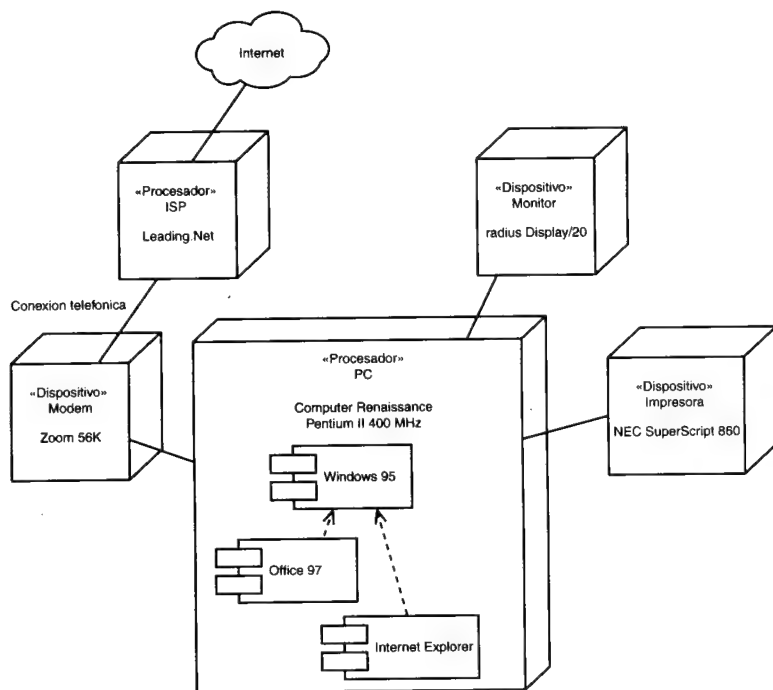 Internet
«Procesador»
ISP
Leading.Net
«Dispositivo»
Monitor
radius Display/20
Conexion telefonica
«Dispositivo»
Modem
Zoom 56K
«Procesador»
PC
Computer Renaissance
Pentium II 400 MHz
Windows 95
Office 97
Internet Explorer
«Dispositivo»
Impresora
NEC SuperScript 860